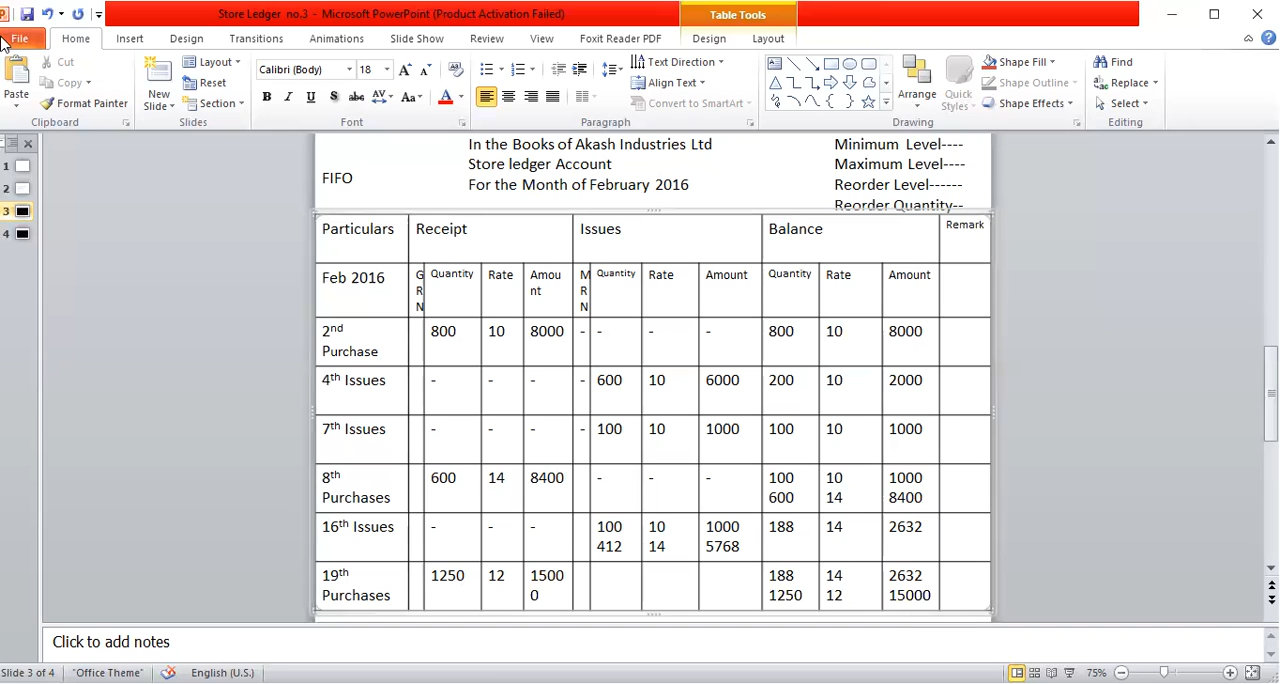 Store Ledger no.3 - Microsoft PowerPoint (Product Activation Failed)
Table Tools
File Home Insert Design Transitions Animations Slide Show Review View Foxit Reader PDF Design Layout
Cut
Copy
Format Painter
Paste
Clipboard
New
Slide
Layout
Reset
Section
Slides
Calibri (Body) 18
B I U S abc AV Aa A
Font
Text Direction
Align Text
Convert to SmartArt
Paragraph
Arrange
Quick
Styles
Shape Fill
Shape Outline
Shape Effects
Drawing
Find
Replace
Select
Editing
1
2
3
4
FIFO
In the Books of Akash Industries Ltd
Store ledger Account
For the Month of February 2016
Minimum Level----
Maximum Level----
Reorder Level------
Reorder Quantity--
Particulars Receipt Issues Balance Remark
Feb 2016 GRN Quantity Rate Amount MRN Quantity Rate Amount Quantity Rate Amount
2nd Purchase 800 10 8000 - - - - 800 10 8000
4th Issues - - - - 600 10 6000 200 10 2000
7th Issues - - - - 100 10 1000 100 10 1000
8th 600 14 8400 - - - 100 10 1000
Purchases 600 14 8400
16th Issues - - - 100 10 1000 188 14 2632
412 14 5768
19th 1250 12 15000 188 14 2632
Purchases 1250 12 15000
Click to add notes
Slide 3 of 4 "Office Theme" English (U.S.) 75%